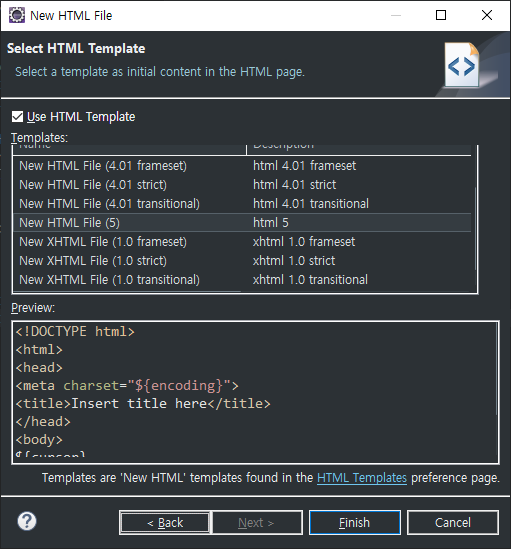 New HTML File
Select HTML Template
Select a template as initial content in the HTML page.
Use HTML Template
Templates:
Name Description
New HTML File (4.01 frameset) html 4.01 frameset
New HTML File (4.01 strict) html 4.01 strict
New HTML File (4.01 transitional) html 4.01 transitional
New HTML File (5) html 5
New XHTML File (1.0 frameset) xhtml 1.0 frameset
New XHTML File (1.0 strict) xhtml 1.0 strict
New XHTML File (1.0 transitional) xhtml 1.0 transitional
Preview:
<!DOCTYPE html>
<html>
<head>
<meta charset="${encoding}">
<title>Insert title here</title>
</head>
<body>
${cursor}
Templates are 'New HTML' templates found in the HTML Templates preference page.
? < Back Next > Finish Cancel